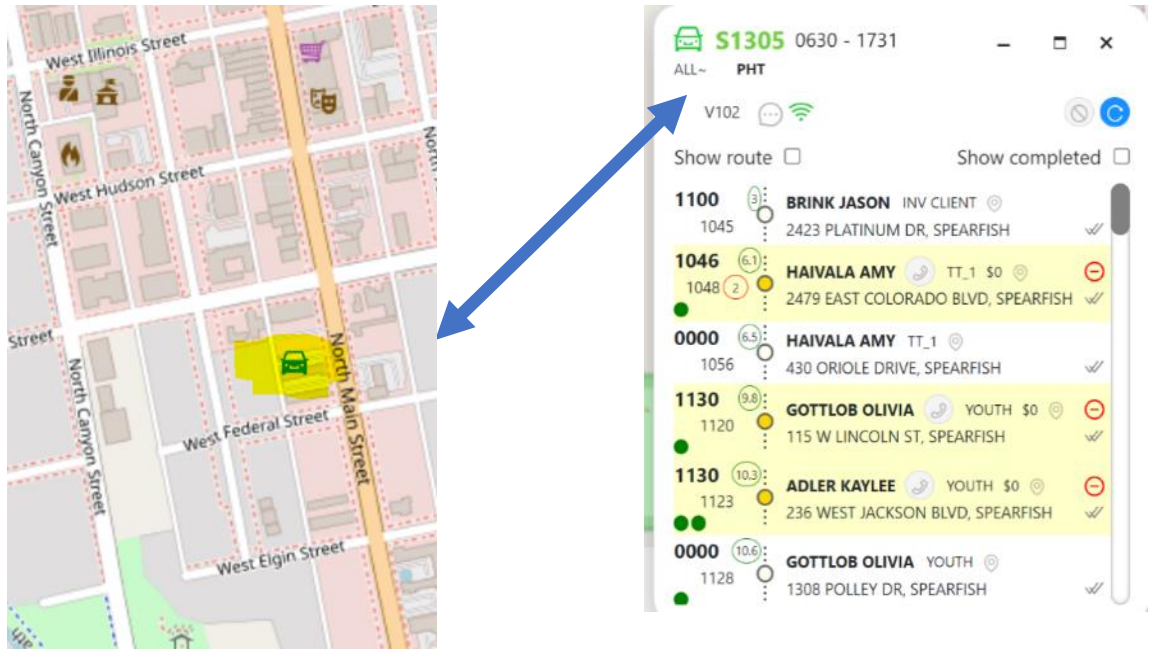 West Illinois Street
North Canyon Street
West Hudson Street
Street
North Main Street
North Canyon Street
West Federal Street
West Elgin Street
S1305 0630 - 1731
ALL~ PHT
V102
Show route Show completed
1100 3 BRINK JASON INV CLIENT
1045 2423 PLATINUM DR, SPEARFISH
1046 6.1 HAIVALA AMY TT_1 $0
1048 2 2479 EAST COLORADO BLVD, SPEARFISH
0000 6.5 HAIVALA AMY TT_1
1056 430 ORIOLE DRIVE, SPEARFISH
1130 9.8 GOTTLOB OLIVIA YOUTH $0
1120 115 W LINCOLN ST, SPEARFISH
1130 10.3 ADLER KAYLEE YOUTH $0
1123 236 WEST JACKSON BLVD, SPEARFISH
0000 10.6 GOTTLOB OLIVIA YOUTH
1128 1308 POLLEY DR, SPEARFISH